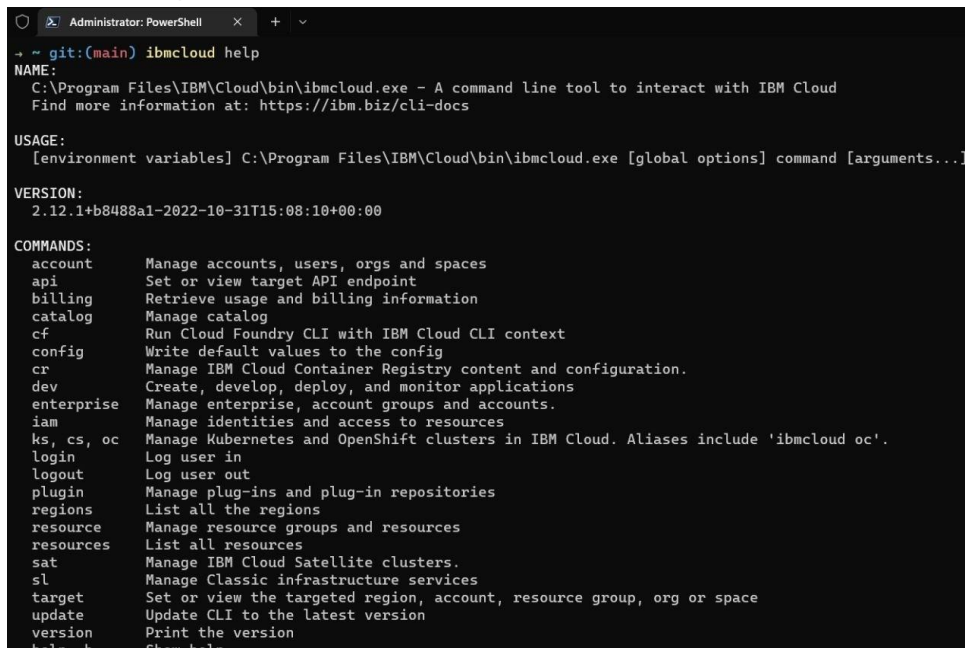 Administrator: PowerShell
→ ~ git:(main) ibmcloud help
NAME:
C:\Program Files\IBM\Cloud\bin\ibmcloud.exe - A command line tool to interact with IBM Cloud
Find more information at: https://ibm.biz/cli-docs
USAGE:
[environment variables] C:\Program Files\IBM\Cloud\bin\ibmcloud.exe [global options] command [arguments...]
VERSION:
2.12.1+b8488a1-2022-10-31T15:08:10+00:00
COMMANDS:
account Manage accounts, users, orgs and spaces
api Set or view target API endpoint
billing Retrieve usage and billing information
catalog Manage catalog
cf Run Cloud Foundry CLI with IBM Cloud CLI context
config Write default values to the config
cr Manage IBM Cloud Container Registry content and configuration.
dev Create, develop, deploy, and monitor applications
enterprise Manage enterprise, account groups and accounts.
iam Manage identities and access to resources
ks, cs, oc Manage Kubernetes and OpenShift clusters in IBM Cloud. Aliases include 'ibmcloud oc'.
login Log user in
logout Log user out
plugin Manage plug-ins and plug-in repositories
regions List all the regions
resource Manage resource groups and resources
resources List all resources
sat Manage IBM Cloud Satellite clusters.
sl Manage Classic infrastructure services
target Set or view the targeted region, account, resource group, org or space
update Update CLI to the latest version
version Print the version